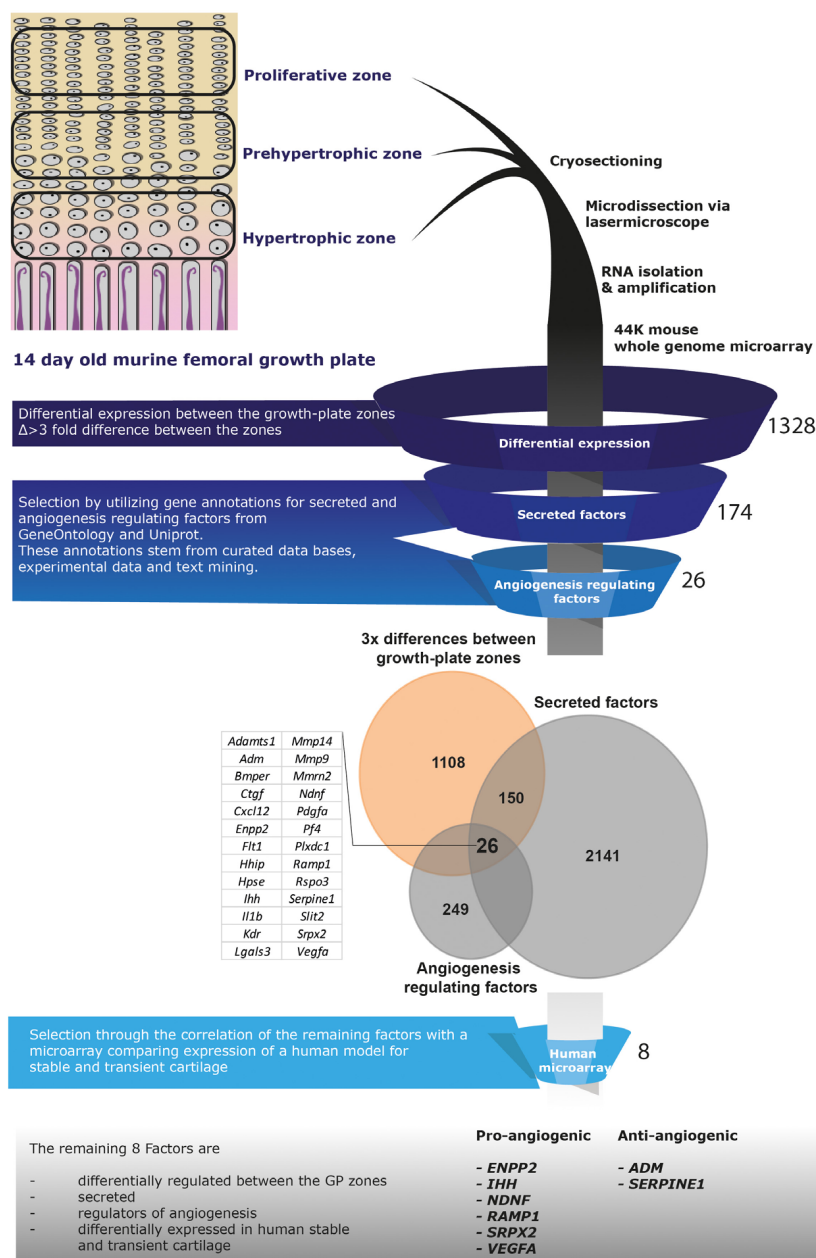 Proliferative zone
Prehypertrophic zone
Hypertrophic zone
Cryosectioning
Microdissection via
lasermicroscope
RNA isolation
& amplification
44K mouse
whole genome microarray
14 day old murine femoral growth plate
Differential expression between the growth-plate zones
Δ>3 fold difference between the zones
Differential expression
1328
Selection by utilizing gene annotations for secreted and
angiogenesis regulating factors from
GeneOntology and Uniprot.
These annotations stem from curated data bases,
experimental data and text mining.
Secreted factors
174
Angiogenesis regulating
factors
26
3x differences between
growth-plate zones
Secreted factors
1108
150
26
2141
249
Angiogenesis
regulating factors
Adamts1 Mmp14
Adm Mmp9
Bmper Mmrn2
Ctgf Ndnf
Cxcl12 Pdgfa
Enpp2 Pf4
Flt1 Plxdc1
Hhip Ramp1
Hpse Rspo3
Ihh Serpine1
Il1b Slit2
Kdr Srpx2
Lgals3 Vegfa
Selection through the correlation of the remaining factors with a
microarray comparing expression of a human model for
stable and transient cartilage
Human
microarray
8
The remaining 8 Factors are
- differentially regulated between the GP zones
- secreted
- regulators of angiogenesis
- differentially expressed in human stable
and transient cartilage
Pro-angiogenic
- ENPP2
- IHH
- NDNF
- RAMP1
- SRPX2
- VEGFA
Anti-angiogenic
- ADM
- SERPINE1